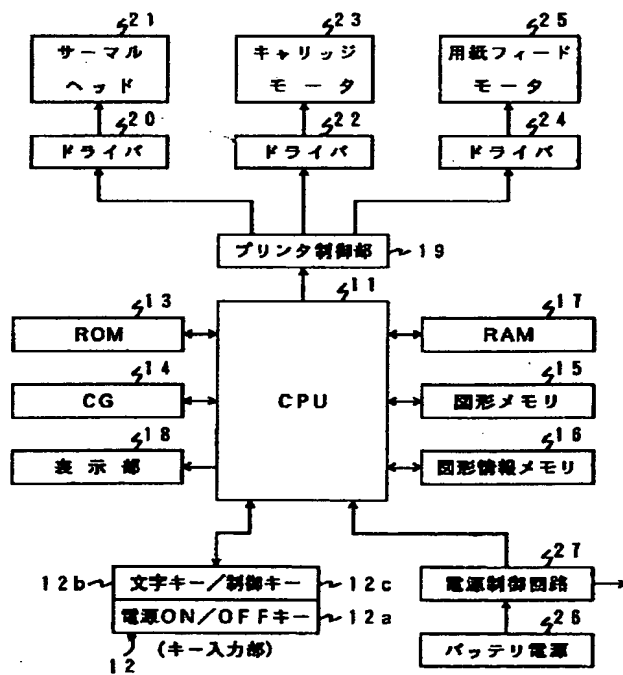 21
サーマル
ヘッド
23
キャリッジ
モータ
25
用紙フィード
モータ
20
ドライバ
22
ドライバ
24
ドライバ
プリンタ制御部
19
11
CPU
13
ROM
14
CG
18
表示部
17
RAM
15
図形メモリ
16
図形情報メモリ
12b
文字キー/制御キー
12c
電源ON/OFFキー
12a
12
(キー入力部)
27
電源制御回路
26
バッテリ電源